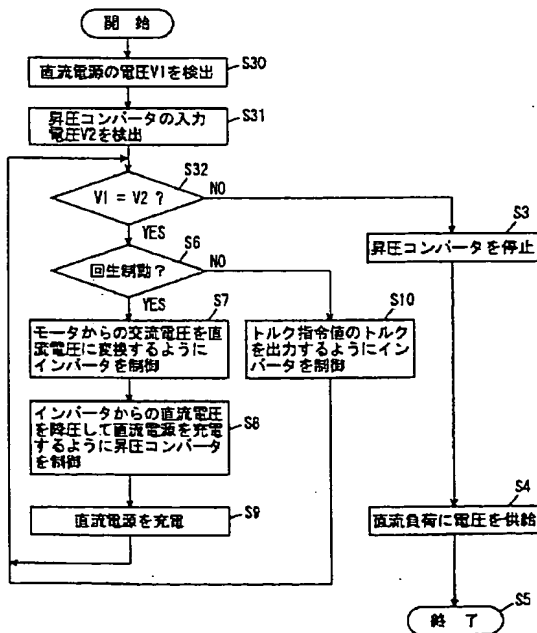 開 始
直流電源の電圧V1を検出
S30
昇圧コンバータの入力
電圧V2を検出
S31
V1 = V2 ?
S32
NO
YES
S3
昇圧コンバータを停止
回生制動?
S6
NO
YES
モータからの交流電圧を直
流電圧に変換するように
インバータを制御
S7
トルク指令値のトルク
を出力するようにイン
バータを制御
S10
インバータからの直流電圧
を降圧して直流電源を充電
するように昇圧コンバータ
を制御
S8
直流電源を充電
S9
直流負荷に電圧を供給
S4
終 了
S5